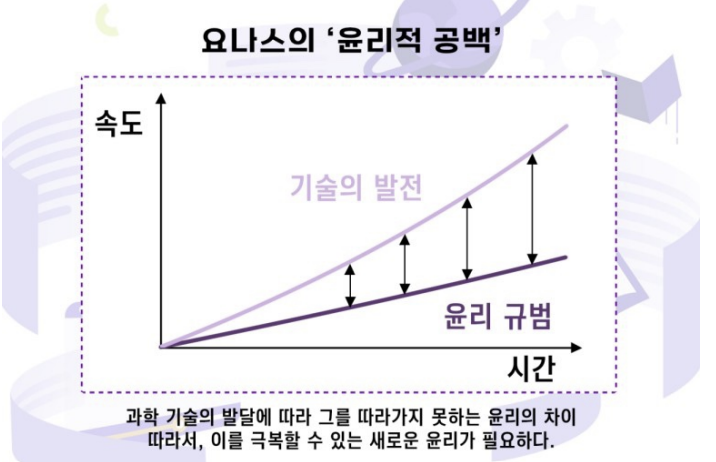 요나스의 ‘윤리적 공백’
속도
기술의 발전
윤리 규범
시간
과학 기술의 발달에 따라 그를 따라가지 못하는 윤리의 차이
따라서, 이를 극복할 수 있는 새로운 윤리가 필요하다.